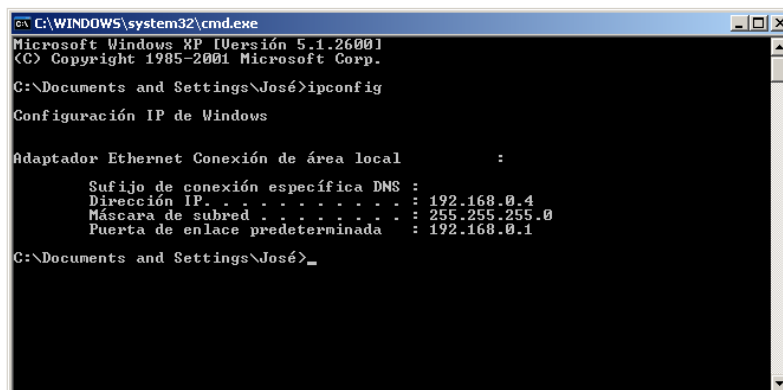 C:\WINDOWS\system32\cmd.exe
Microsoft Windows XP [Versión 5.1.2600]
(C) Copyright 1985-2001 Microsoft Corp.
C:\Documents and Settings\José>ipconfig
Configuración IP de Windows
Adaptador Ethernet Conexión de área local          :
Sufijo de conexión específica DNS :
Dirección IP. . . . . . . . . . . : 192.168.0.4
Máscara de subred . . . . . . . . : 255.255.255.0
Puerta de enlace predeterminada   : 192.168.0.1
C:\Documents and Settings\José>_